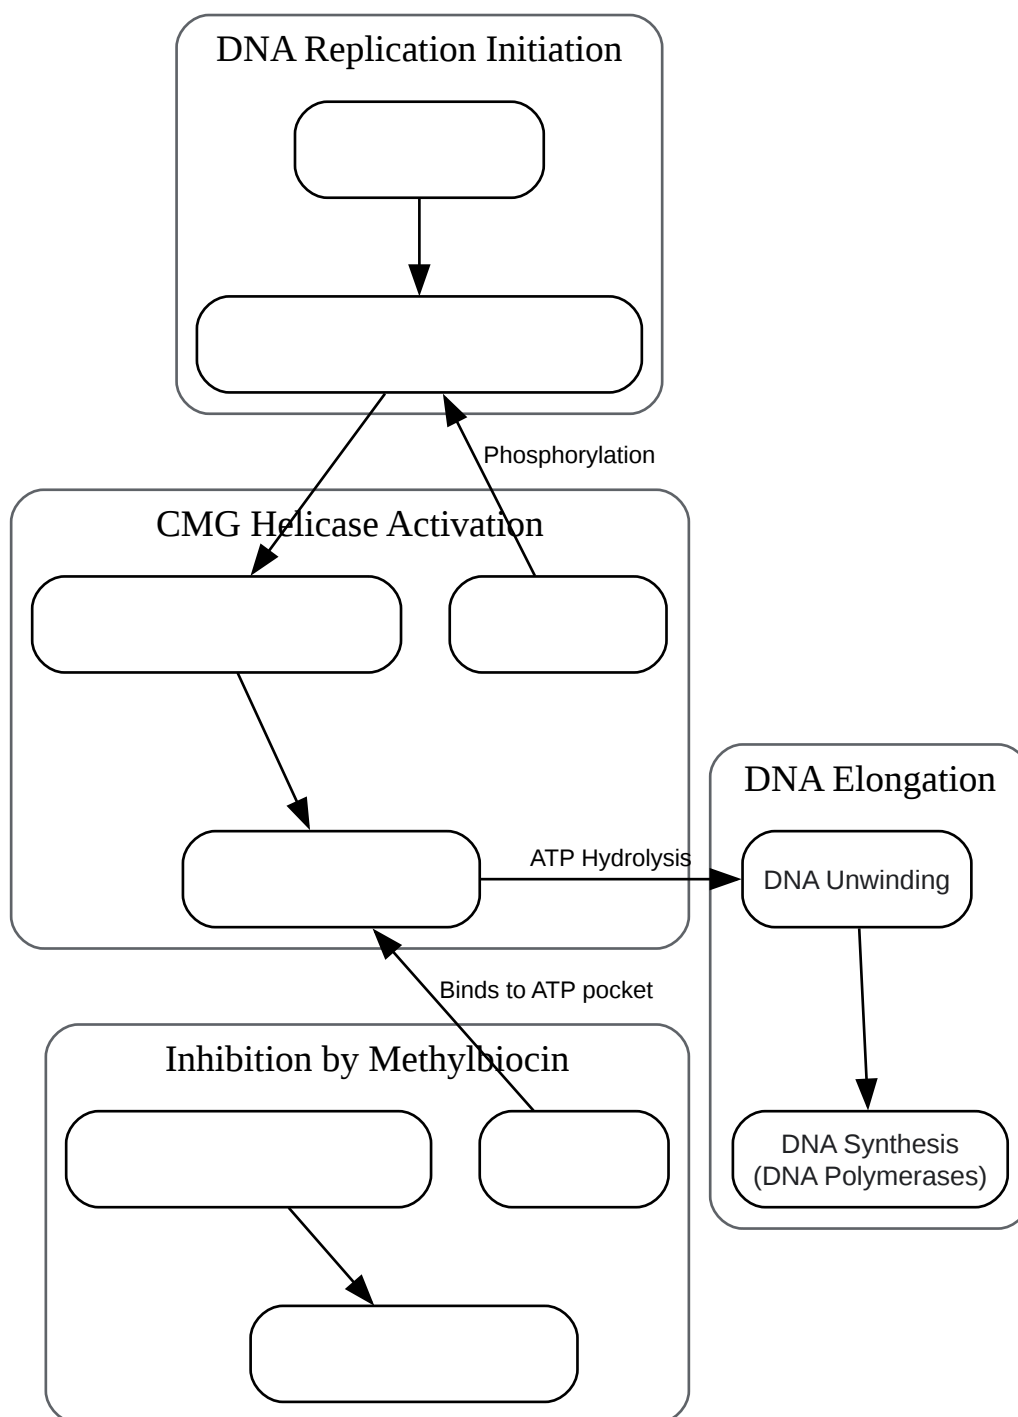 DNA Replication Initiation
Phosphorylation
CMG Helicase Activation
ATP Hydrolysis
DNA Elongation
DNA Unwinding
Binds to ATP pocket
Inhibition by Methylbiocin
DNA Synthesis
(DNA Polymerases)